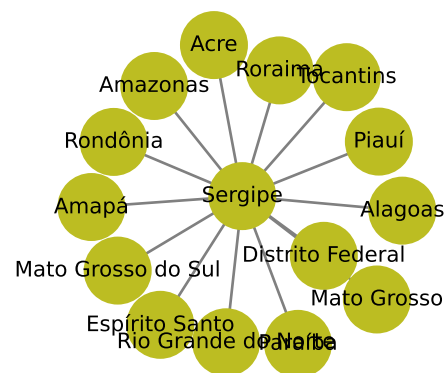 Acre
Roraima
Tocantins
Amazonas
Rondônia
Piauí
Sergipe
Amapá
Alagoas
Distrito Federal
Mato Grosso do Sul
Mato Grosso
Espírito Santo
Rio Grande do Norte
Paraíba